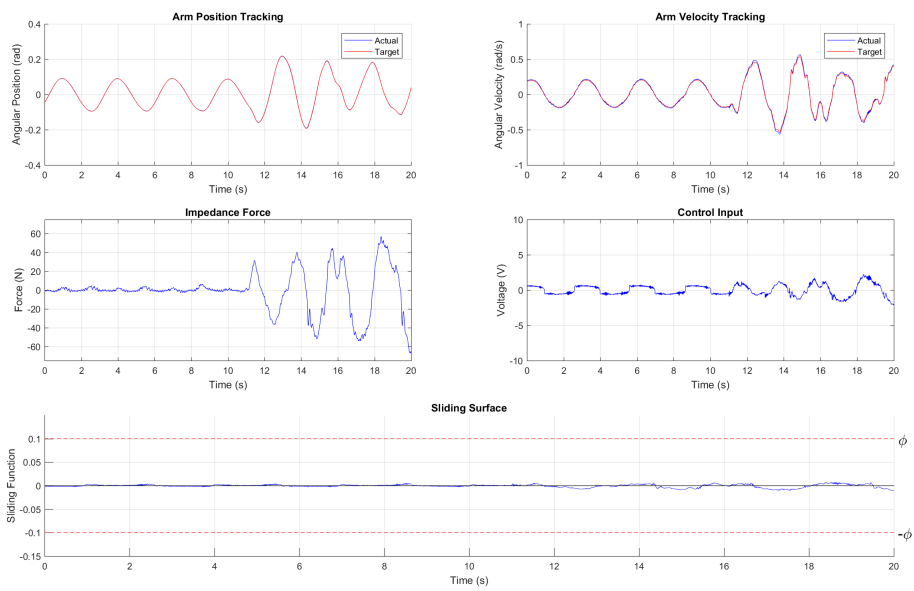 Arm Position Tracking
Angular Position (rad)
0.4
0.2
0
-0.2
-0.4
Actual
Target
0 2 4 6 8 10 12 14 16 18 20
Time (s)
Arm Velocity Tracking
Angular Velocity (rad/s)
1
0.5
0
-0.5
-1
Actual
Target
0 2 4 6 8 10 12 14 16 18 20
Time (s)
Impedance Force
Force (N)
60
40
20
0
-20
-40
-60
0 2 4 6 8 10 12 14 16 18 20
Time (s)
Control Input
Voltage (V)
10
5
0
-5
-10
0 2 4 6 8 10 12 14 16 18 20
Time (s)
Sliding Surface
Sliding Function
0.1
0.05
0
-0.05
-0.1
-0.15
ϕ
-ϕ
0 2 4 6 8 10 12 14 16 18 20
Time (s)